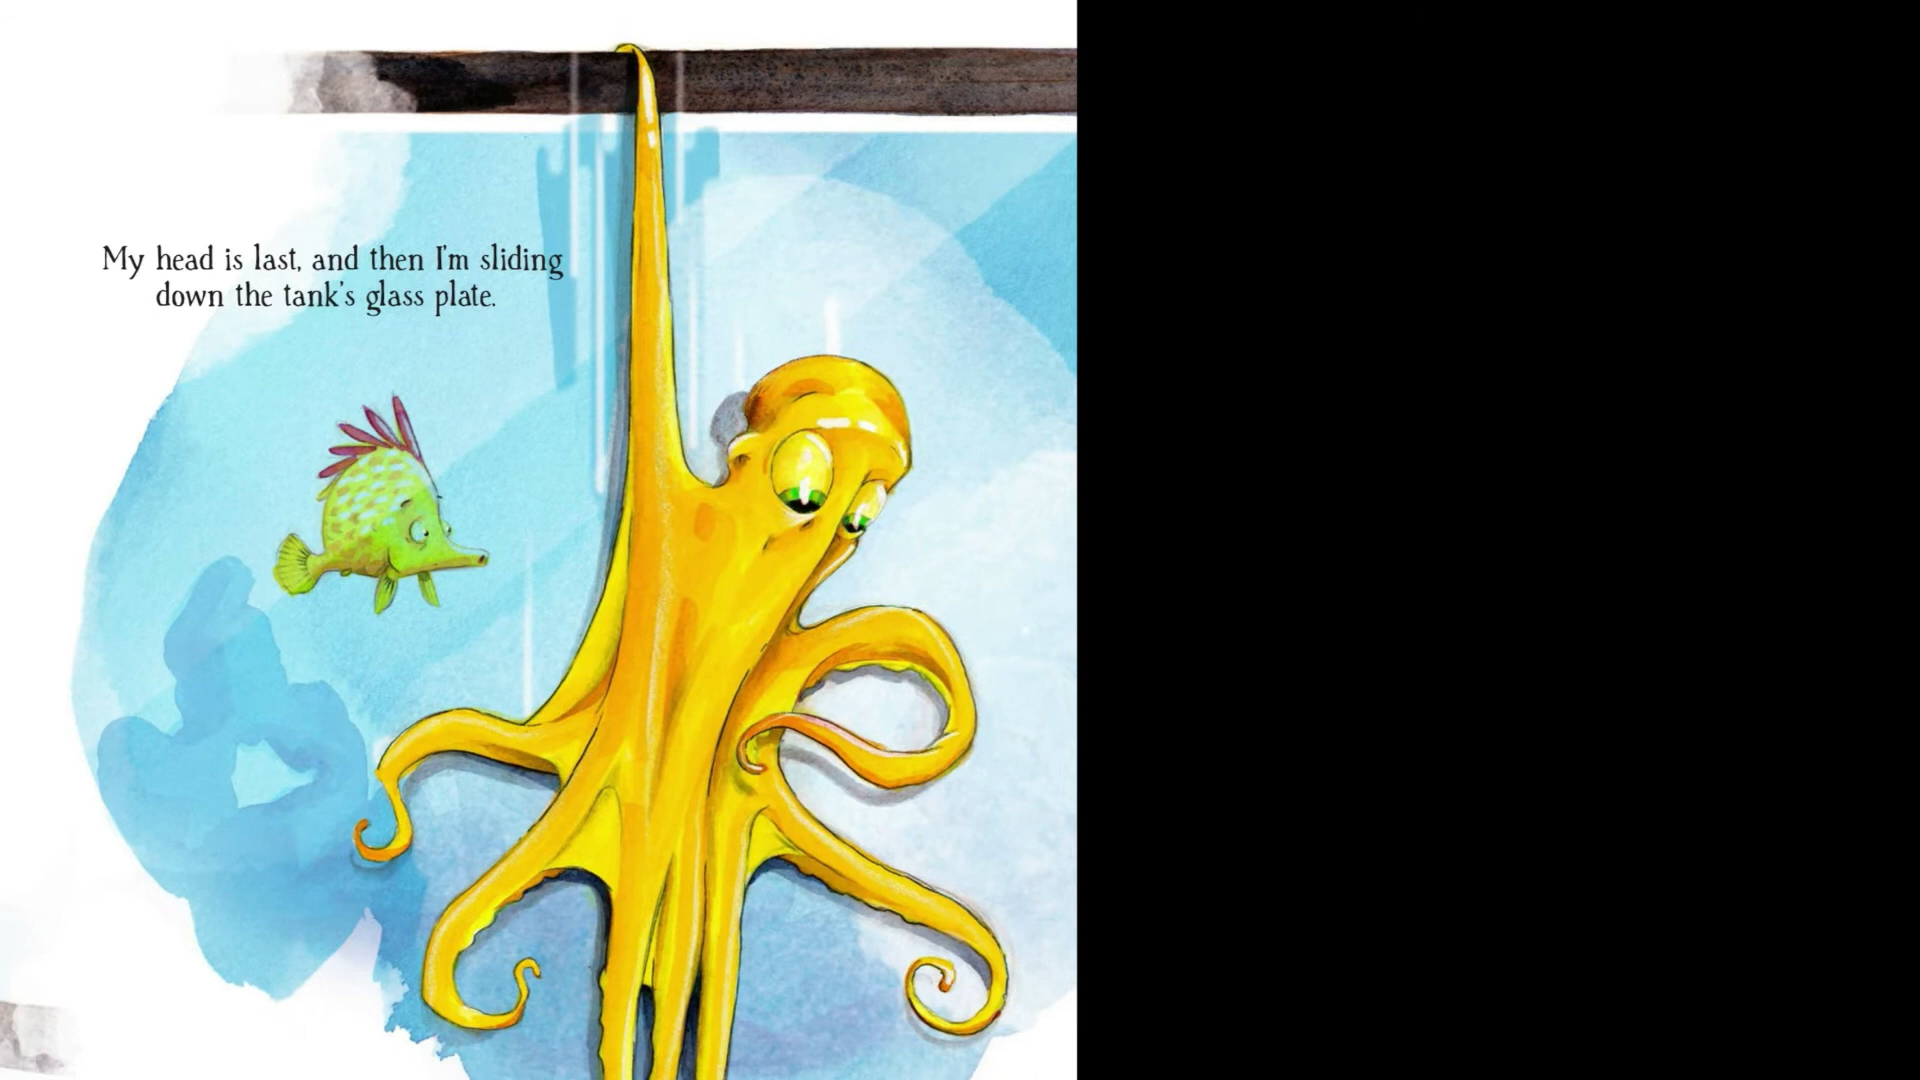 My head is last, and then I'm sliding
down the tank's glass plate.